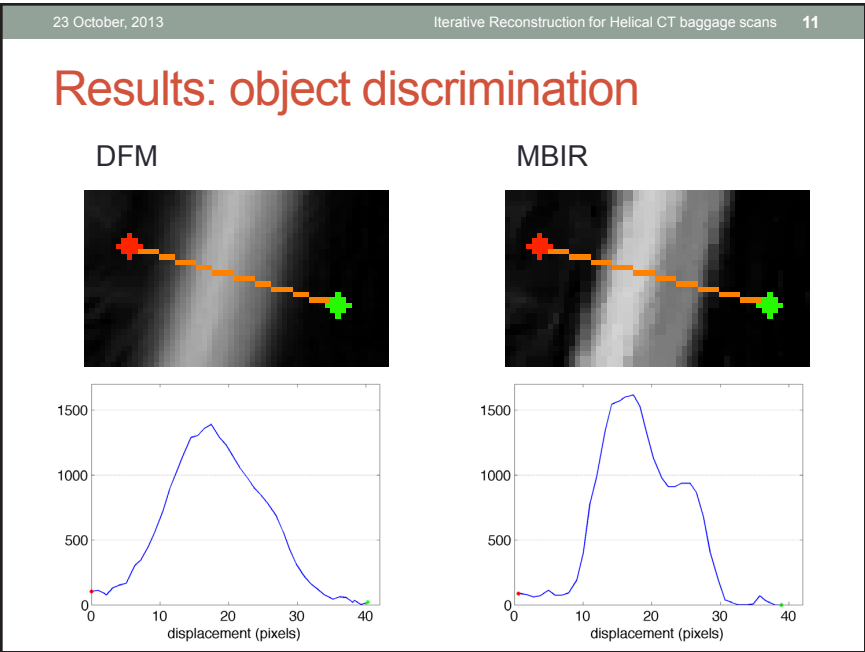 23 October, 2013
Iterative Reconstruction for Helical CT baggage scans 11
Results: object discrimination
DFM
MBIR
1500
1000
500
0
0 10 20 30 40
displacement (pixels)
1500
1000
500
0
0 10 20 30 40
displacement (pixels)